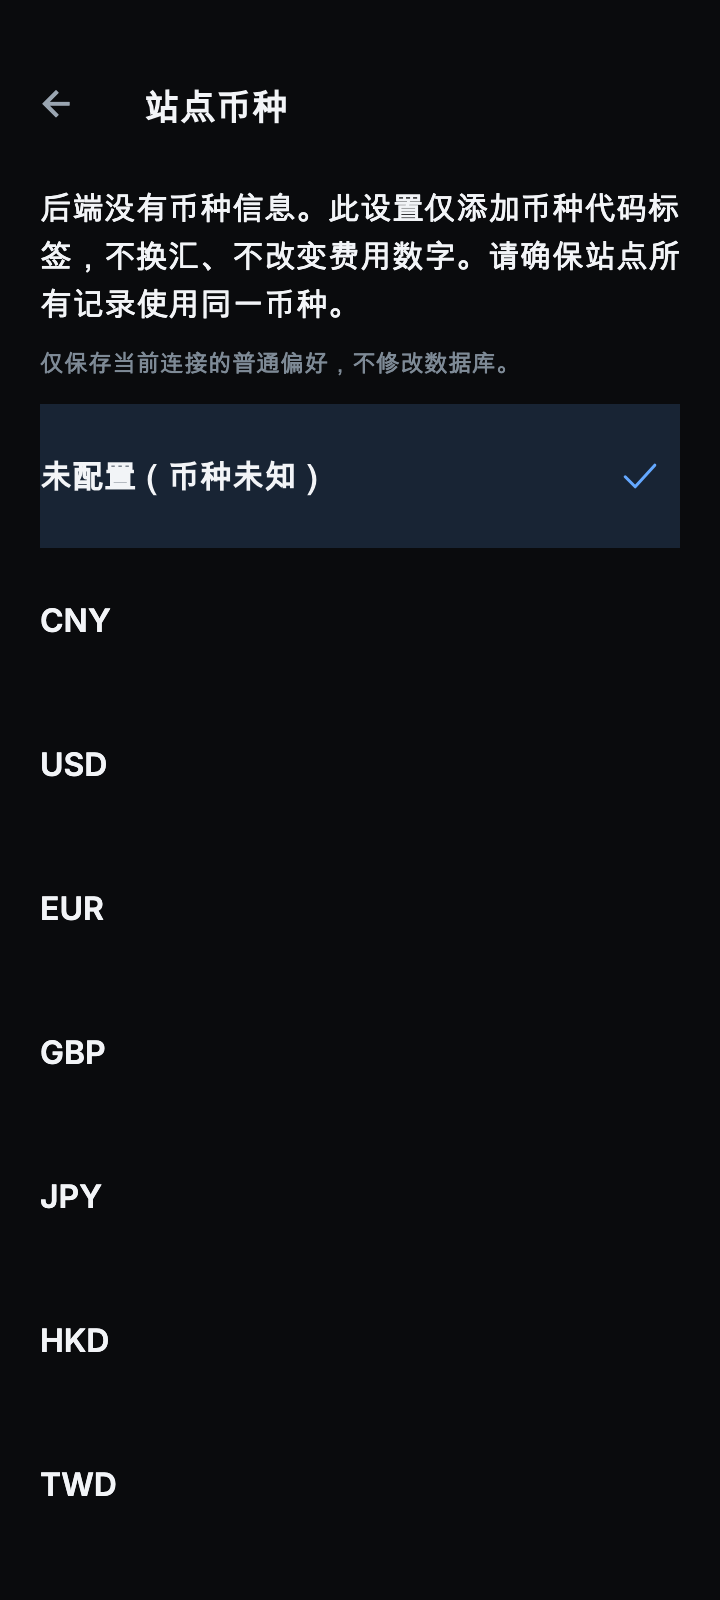 站点币种
后端没有币种信息。此设置仅添加币种代码标
签，不换汇、不改变费用数字。请确保站点所
有记录使用同一币种。
仅保存当前连接的普通偏好，不修改数据库。
未配置（币种未知）
CNY
USD
EUR
GBP
JPY
HKD
TWD